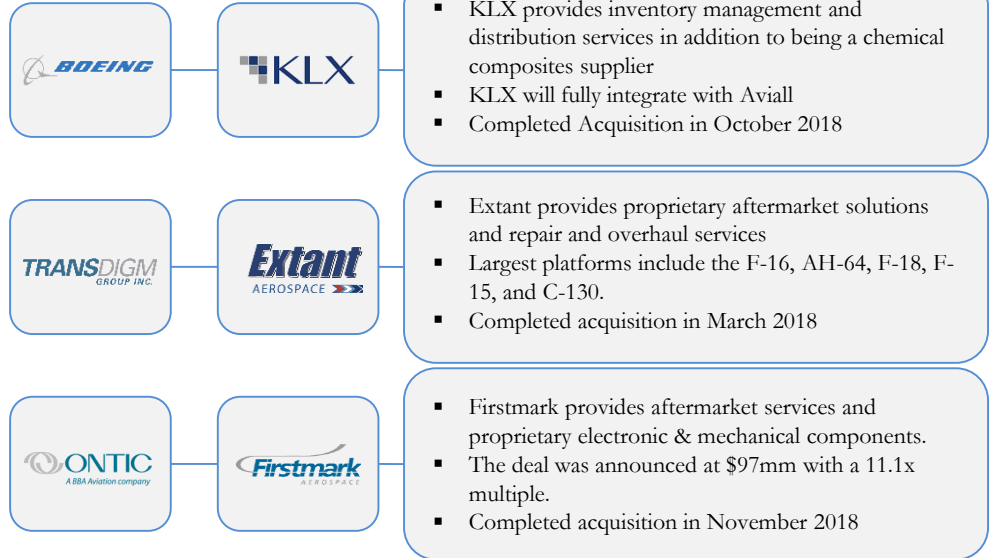 KLX provides inventory management and
distribution services in addition to being a chemical
composites supplier
KLX will fully integrate with Aviall
Completed Acquisition in October 2018
BOEING
KLX
Extant provides proprietary aftermarket solutions
and repair and overhaul services
Largest platforms include the F-16, AH-64, F-18, F-
15, and C-130.
Completed acquisition in March 2018
TRANSDIGM
GROUP INC.
Extant
AEROSPACE
Firstmark provides aftermarket services and
proprietary electronic & mechanical components.
The deal was announced at $97mm with a 11.1x
multiple.
Completed acquisition in November 2018
ONTIC
A BBA Aviation company
Firstmark
AEROSPACE